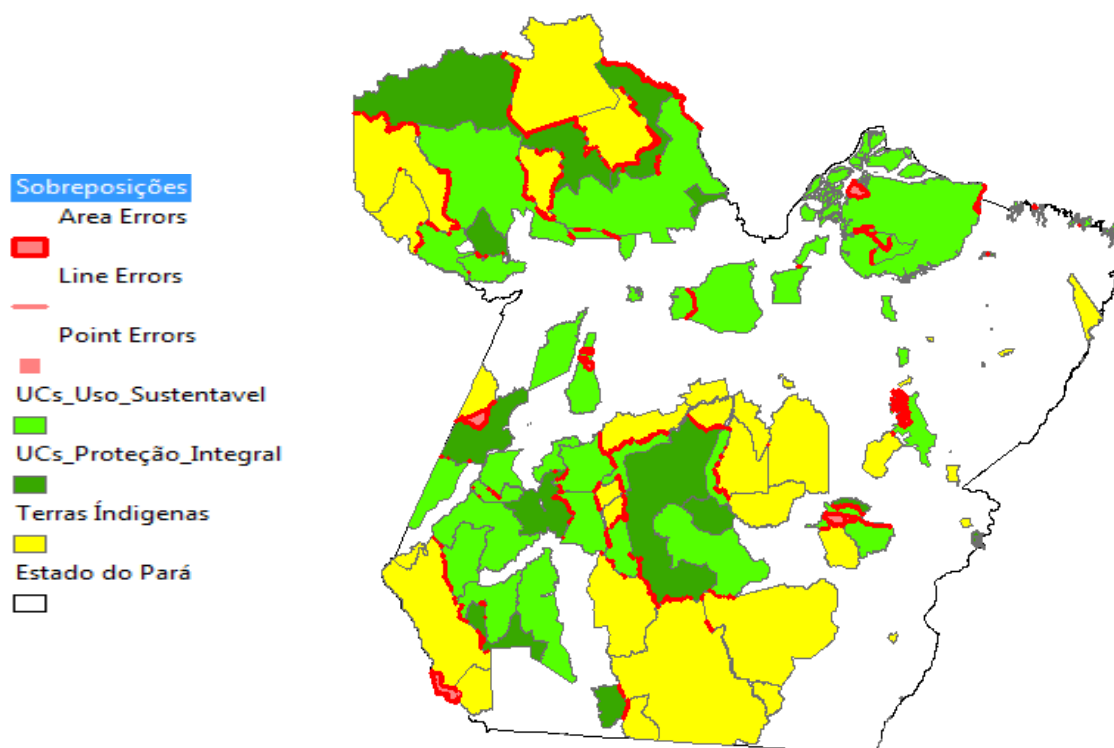 Sobreposições
Area Errors
Line Errors
Point Errors
UCs_Uso_Sustentavel
UCs_Proteção_Integral
Terras Índigenas
Estado do Pará